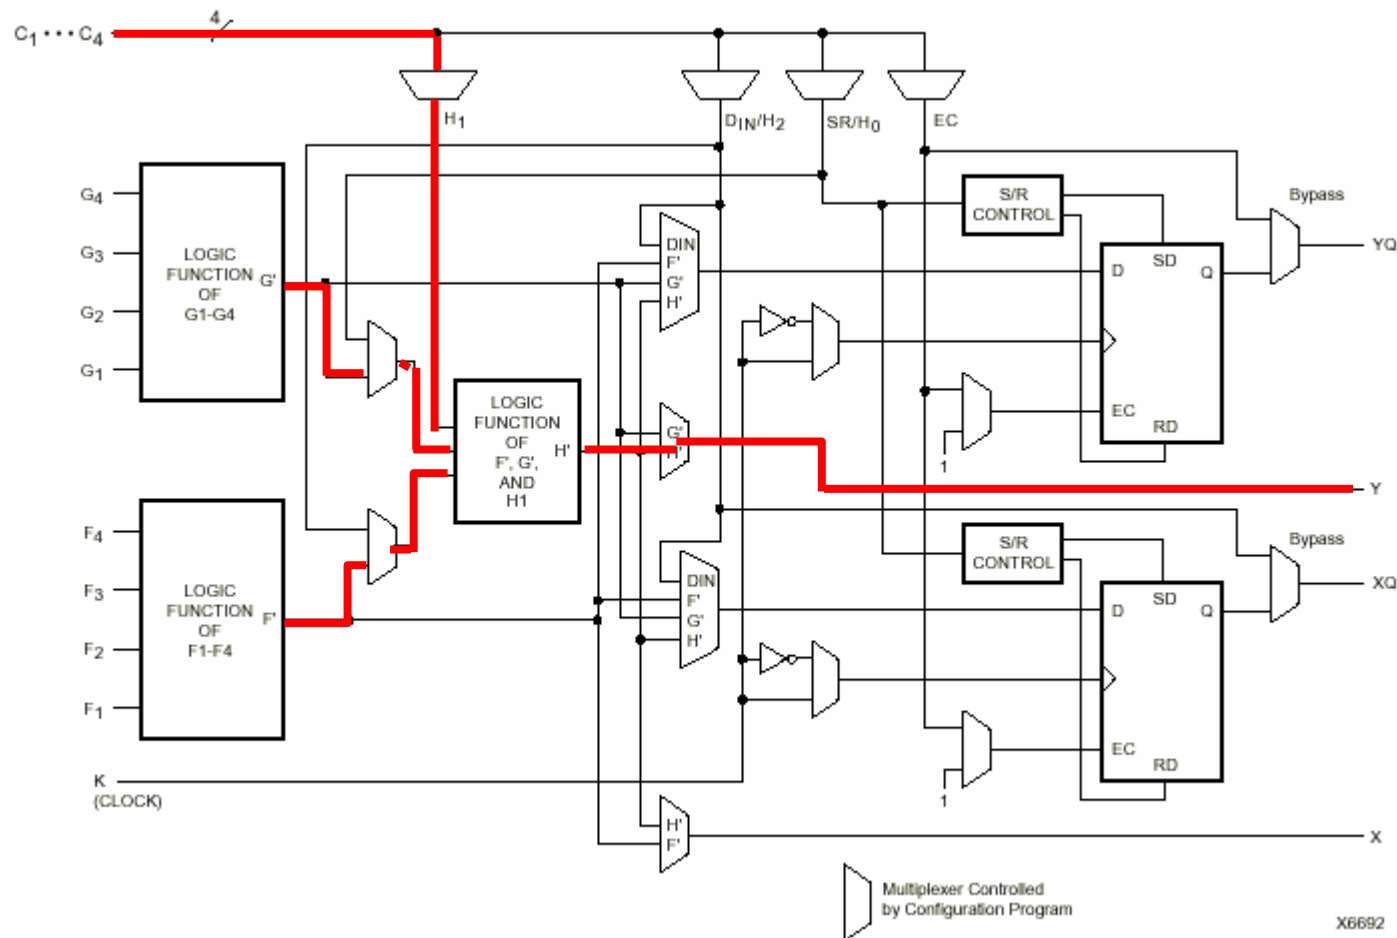 4
C1 • • • C4
H1
DIN/H2
SR/H0
EC
G4
G3
G2
G1
LOGIC
FUNCTION
OF
G1-G4
G'
DIN
F'
G'
H'
S/R
CONTROL
Bypass
YQ
D
SD
Q
EC
RD
1
LOGIC
FUNCTION
OF
F', G',
AND
H1
H'
G'
H'
Y
F4
F3
F2
F1
LOGIC
FUNCTION
OF
F1-F4
F'
DIN
F'
G'
H'
S/R
CONTROL
Bypass
XQ
D
SD
Q
EC
RD
1
K
(CLOCK)
H'
F'
X
Multiplexer Controlled
by Configuration Program
X6692